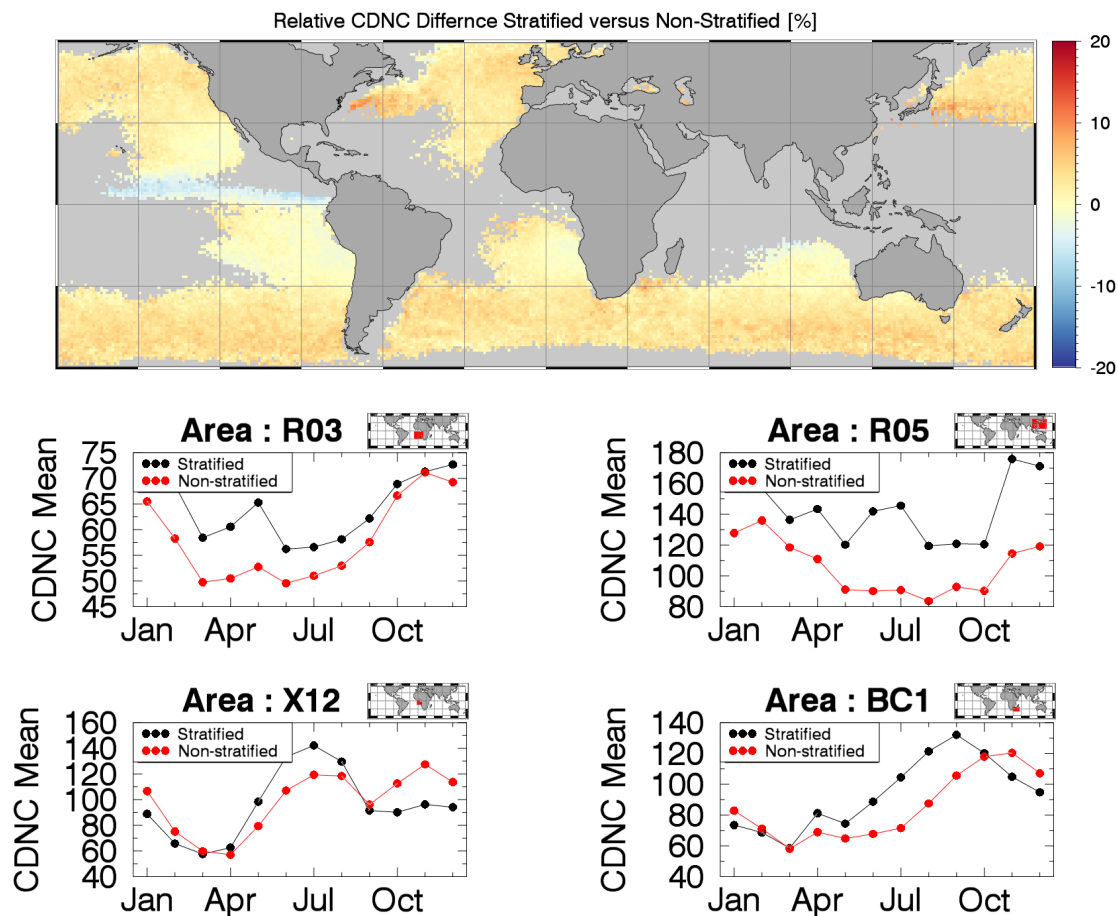 Relative CDNC Differnce Stratified versus Non-Stratified [%]
20
10
0
-10
-20
Area : R03
CDNC Mean
75
70
65
60
55
50
45
Stratified
Non-stratified
Jan Apr Jul Oct
Area : R05
CDNC Mean
180
160
140
120
100
80
Stratified
Non-stratified
Jan Apr Jul Oct
Area : X12
CDNC Mean
160
140
120
100
80
60
40
Stratified
Non-stratified
Jan Apr Jul Oct
Area : BC1
CDNC Mean
140
120
100
80
60
40
Stratified
Non-stratified
Jan Apr Jul Oct